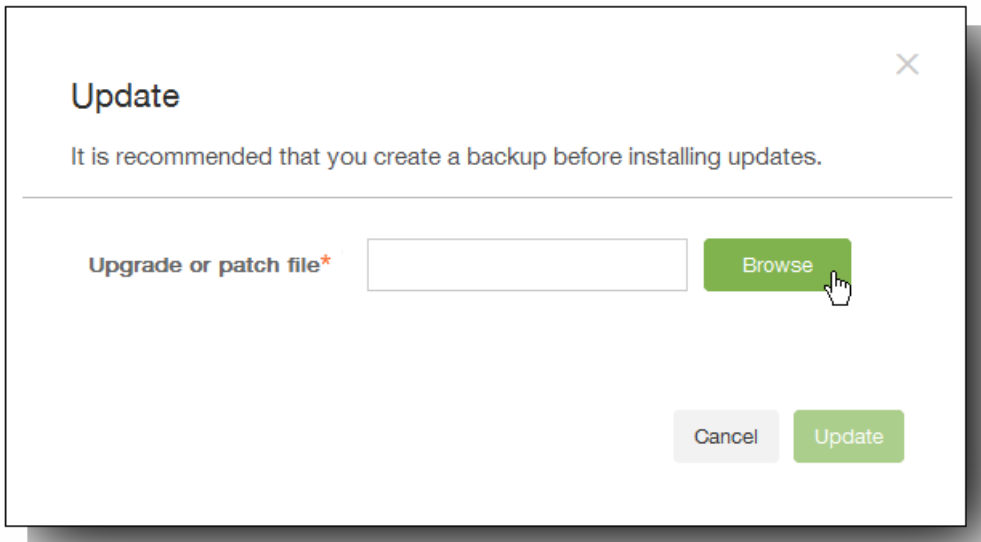 Update
It is recommended that you create a backup before installing updates.
Upgrade or patch file* Browse
Cancel Update